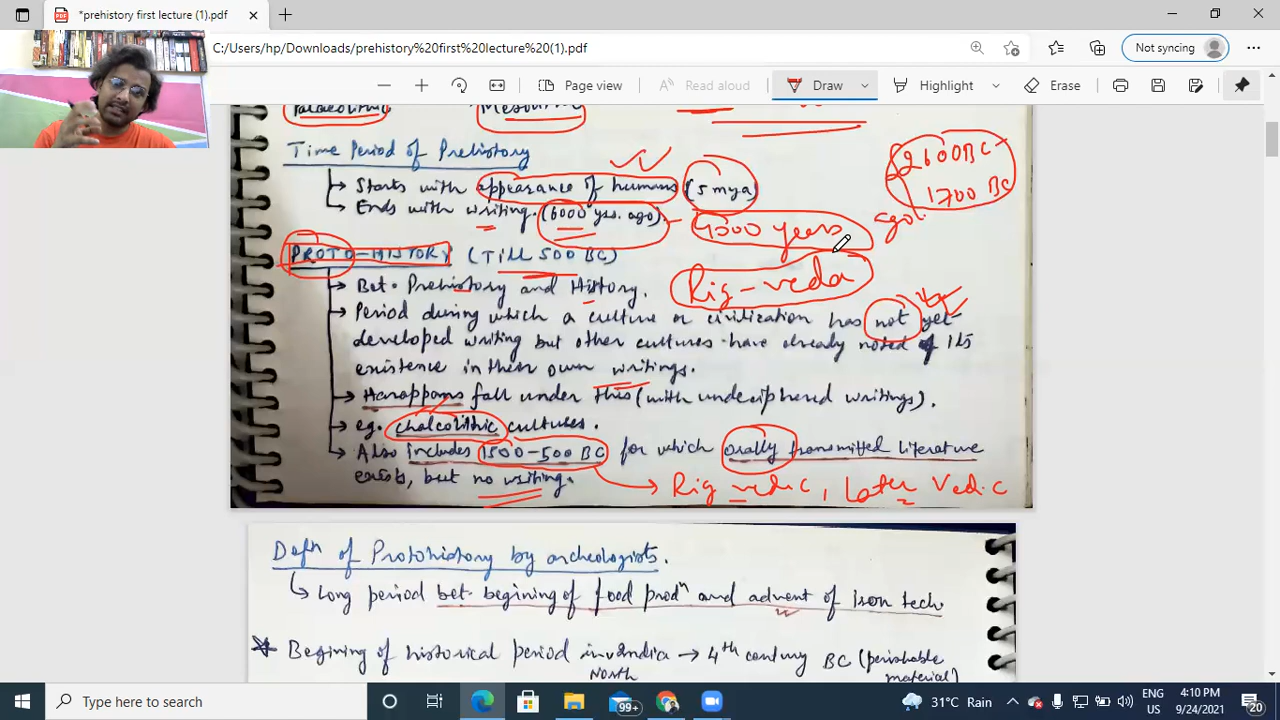 *prehistory first lecture (1).pdf
C:/Users/hp/Downloads/prehistory%20first%20lecture%20(1).pdf
Not syncing
Page view
Read aloud
Draw
Highlight
Erase
Palaeolithic Mesolithic
Time Period of Prehistory
Starts with appearance of humans (5 mya)
Ends with writing. (6000 yrs. ago) 4000 years ago.
2600 BC-
1700 BC
PROTO-HISTORY (Till 500 BC)
Rig-veda
Bet. Prehistory and History.
Period during which a culture or civilization has not yet
developed writing but other cultures have already noted its
existence in their own writings.
Harappans fall under this (with undeciphered writings).
eg. chalcolithic cultures.
Also includes 1500-500 BC for which orally transmitted literature
exists, but no writing.
Rig vedic, Later Vedic
Defn of Protohistory by archeologists.
Long period bet. begining of food prodn and advent of Iron tech.
Begining of historical period in India → 4th century BC (perishable
North material)
Type here to search
99+
31°C Rain
ENG
US
4:10 PM
9/24/2021
20